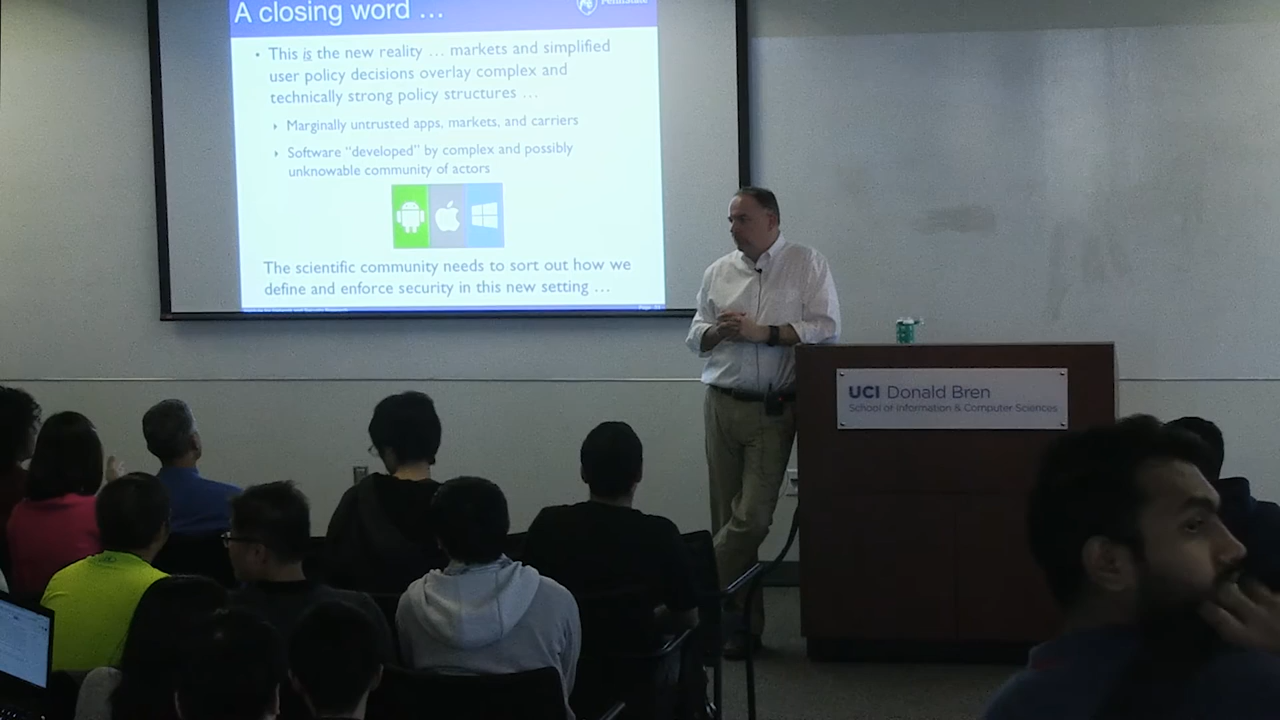 A closing word …
PennState
• This is the new reality … markets and simplified
user policy decisions overlay complex and
technically strong policy structures …
‣ Marginally untrusted apps, markets, and carriers
‣ Software “developed” by complex and possibly
unknowable community of actors
The scientific community needs to sort out how we
define and enforce security in this new setting …
Page
UCI Donald Bren
School of Information & Computer Sciences